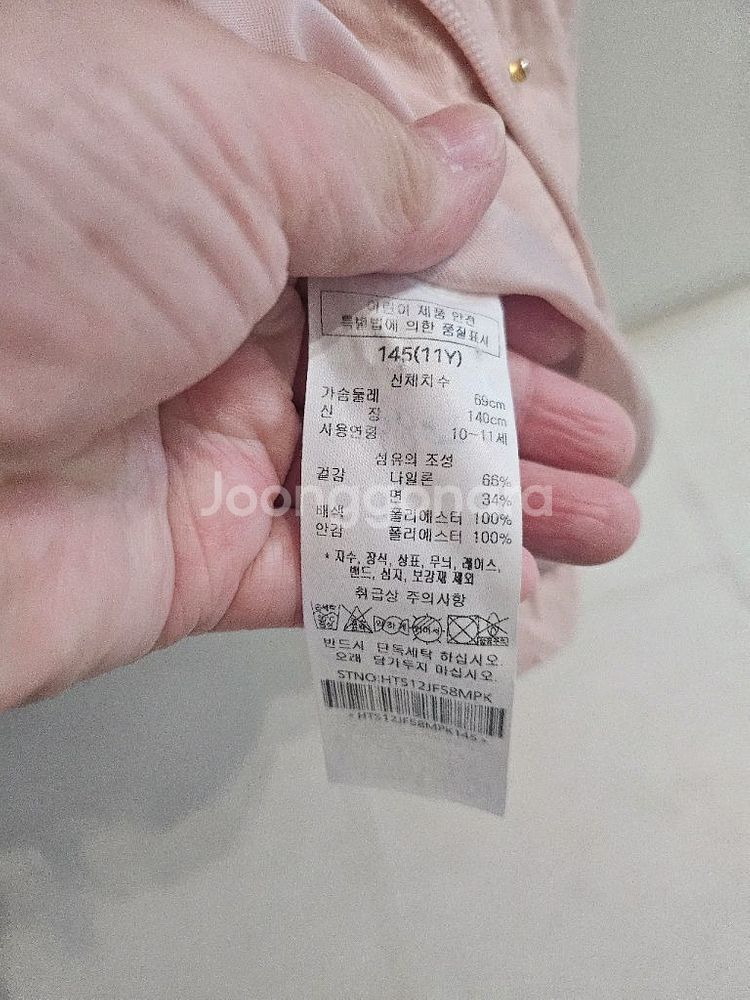 어린이 제품 안전
특별법에 의한 품질표시
145(11Y)
신체치수
가슴둘레 69cm
신 장 140cm
사용연령 10-11세
섬유의 조성
겉감 나일론 66%
면 34%
배색 폴리에스터 100%
안감 폴리에스터 100%
* 자수, 장식, 상표, 무늬, 레이스,
밴드, 심지, 보강재 제외
취급상 주의사항
반드시 단독세탁 하십시오.
오래 담가두지 마십시오.
STNO:HTS12JF58MPK
*HTS12JF58MPK145*
Joonggonara